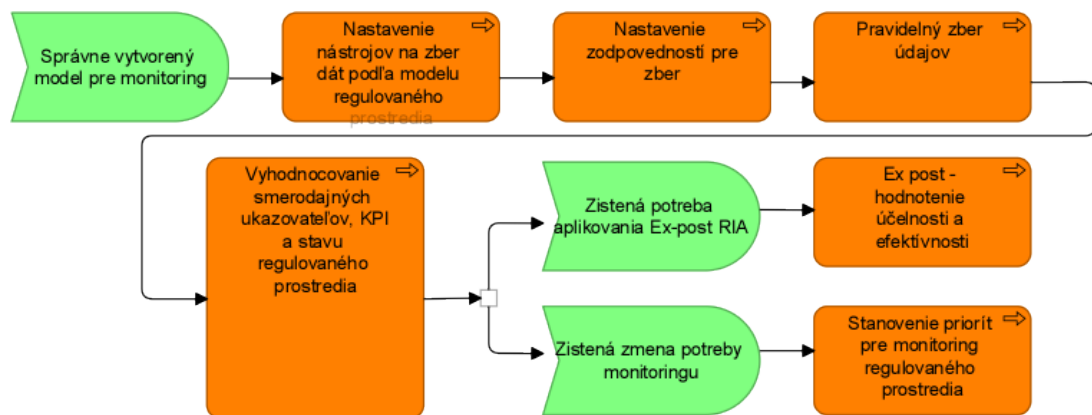 Správne vytvorený
model pre monitoring
Nastavenie
nástrojov na zber
dát podľa modelu
regulovaného
prostredia
Nastavenie
zodpovedností pre
zber
Pravidelný zber
údajov
Vyhodnocovanie
smerodajných
ukazovateľov, KPI
a stavu
regulovaného
prostredia
Zistená potreba
aplikovania Ex-post RIA
Ex post -
hodnotenie
účelnosti a
efektívnosti
Zistená zmena potreby
monitoringu
Stanovenie priorít
pre monitoring
regulovaného
prostredia